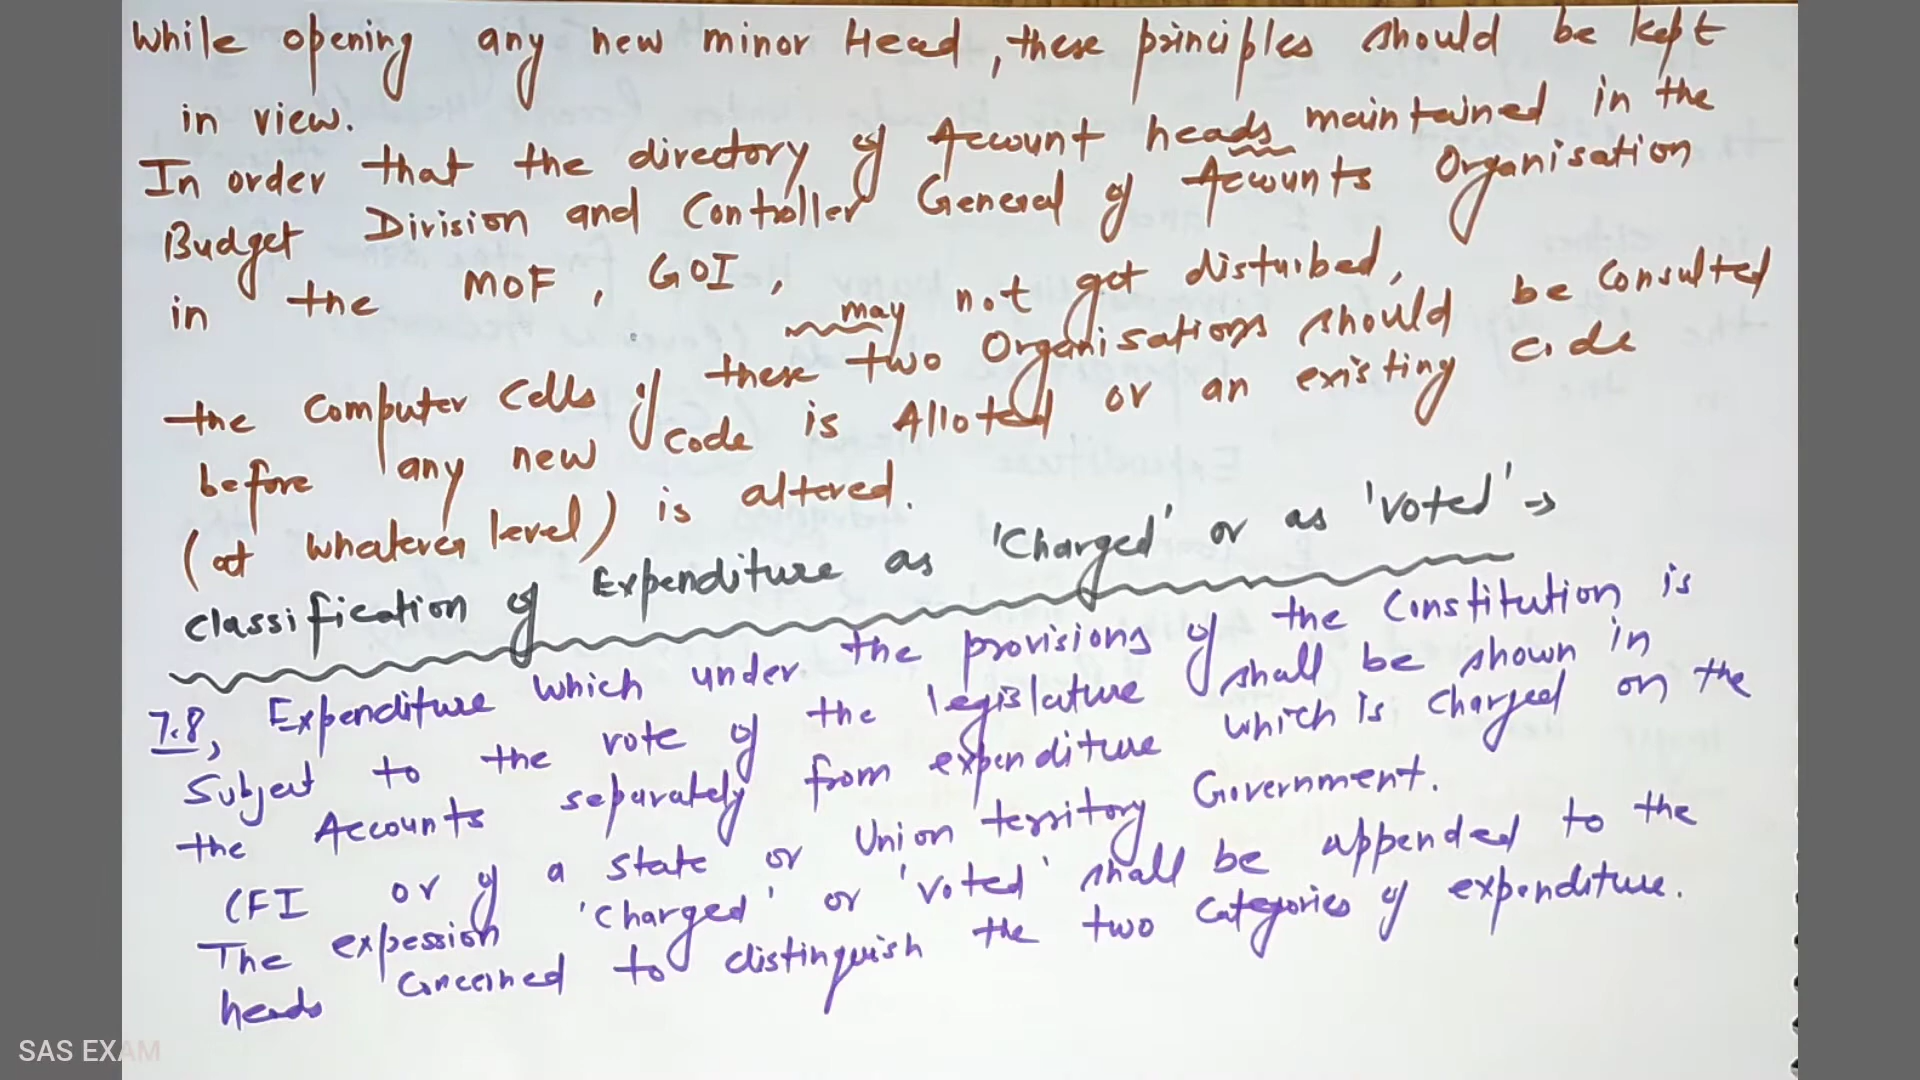 While opening any new minor Head, these principles should be kept
in view.
In order that the directory of Account heads maintained in the
Budget Division and Controller General of Accounts Organisation
in the MOF, GOI, may not get disturbed,
the Computer Cells of these two Organisations should be Consulted
before any new code is Alloted or an existing code
(at whatever level) is altered.
classification of Expenditure as 'Charged' or as 'voted' →
7.8, Expenditure which under the provisions of the Constitution is
Subject to the vote of the legislature shall be shown in
the Accounts separately from expenditure which is charged on the
CFI or of a state or Union territory Government.
The expession 'Charged' or 'voted' shall be appended to the
heads Concerned to distinguish the two Categories of expenditure.
SAS EXAM